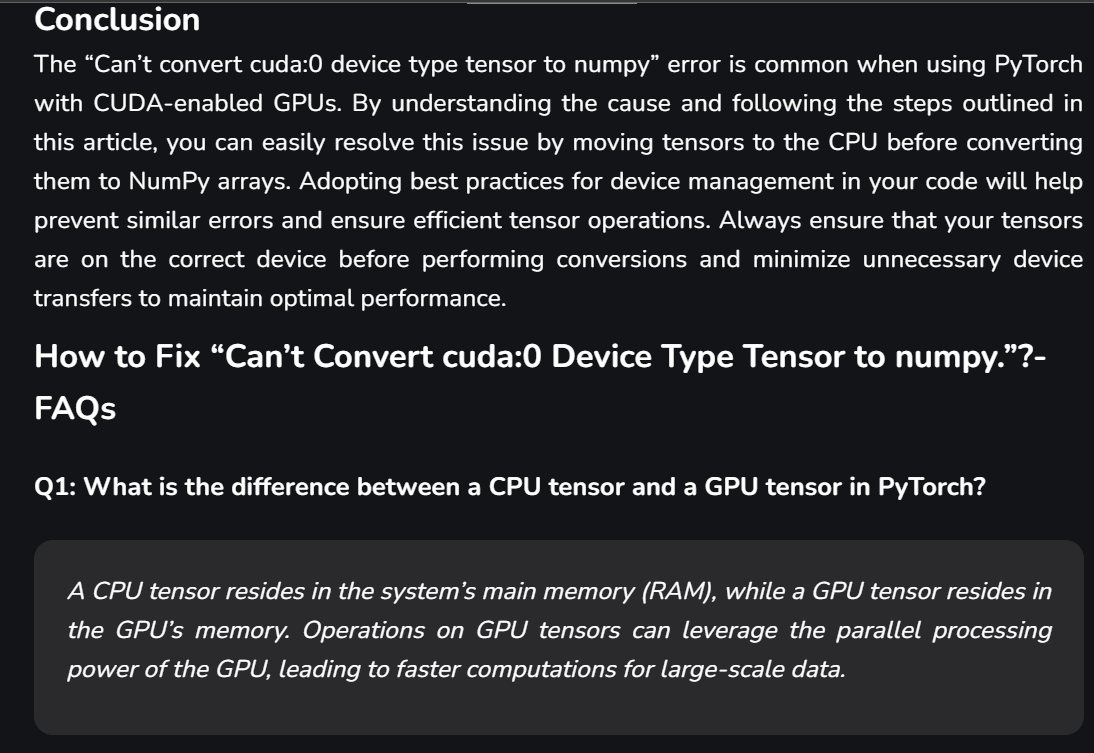 Conclusion
The “Can’t convert cuda:0 device type tensor to numpy” error is common when using PyTorch
with CUDA-enabled GPUs. By understanding the cause and following the steps outlined in
this article, you can easily resolve this issue by moving tensors to the CPU before converting
them to NumPy arrays. Adopting best practices for device management in your code will help
prevent similar errors and ensure efficient tensor operations. Always ensure that your tensors
are on the correct device before performing conversions and minimize unnecessary device
transfers to maintain optimal performance.
How to Fix “Can’t Convert cuda:0 Device Type Tensor to numpy.”?-
FAQs
Q1: What is the difference between a CPU tensor and a GPU tensor in PyTorch?
A CPU tensor resides in the system’s main memory (RAM), while a GPU tensor resides in
the GPU’s memory. Operations on GPU tensors can leverage the parallel processing
power of the GPU, leading to faster computations for large-scale data.